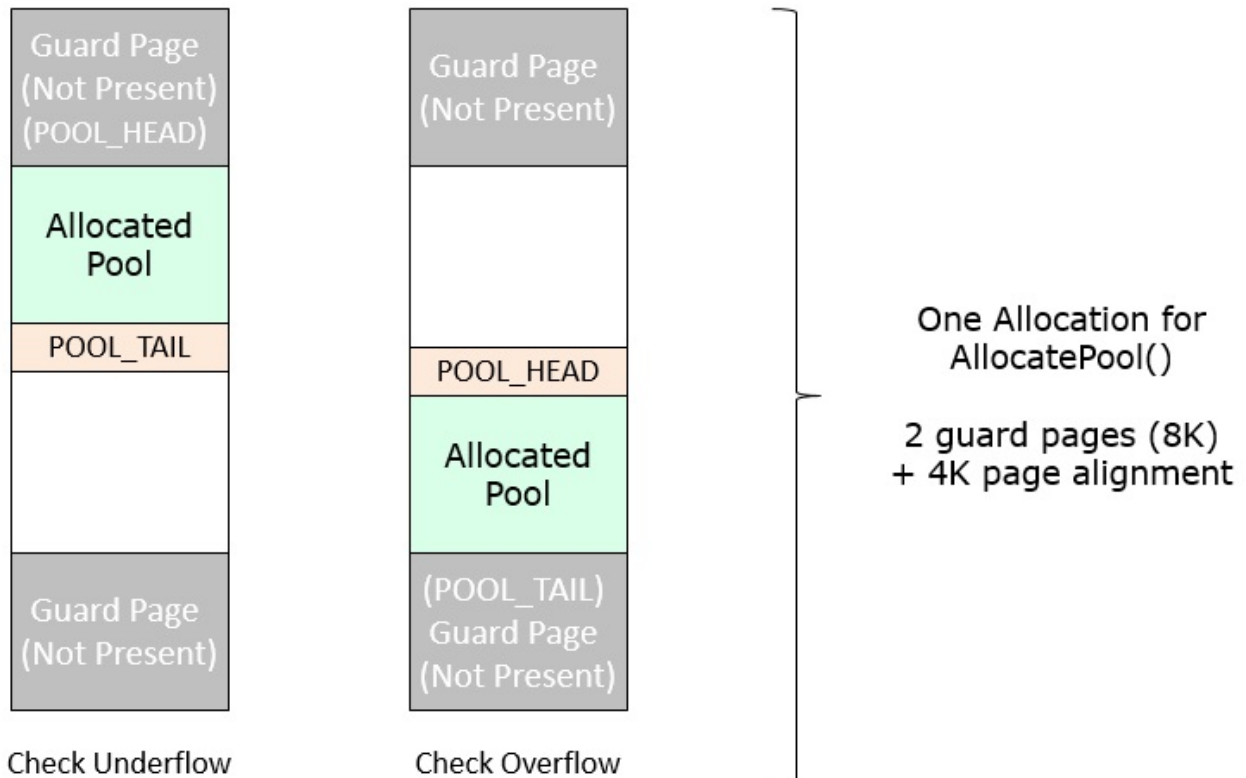 Guard Page
(Not Present)
(POOL_HEAD)
Allocated
Pool
POOL_TAIL
Guard Page
(Not Present)
Check Underflow
Guard Page
(Not Present)
POOL_HEAD
Allocated
Pool
(POOL_TAIL)
Guard Page
(Not Present)
Check Overflow
One Allocation for
AllocatePool()
2 guard pages (8K)
+ 4K page alignment